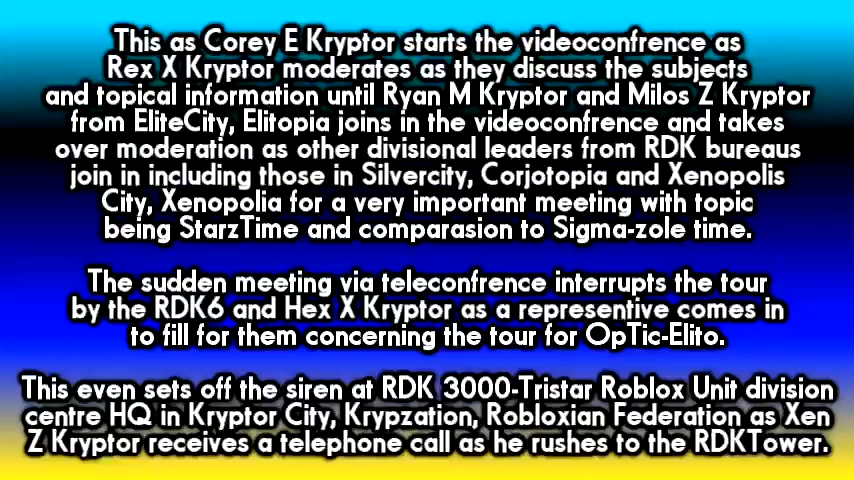 This as Corey E Kryptor starts the videoconfrence as
Rex X Kryptor moderates as they discuss the subjects
and topical information until Ryan M Kryptor and Milos Z Kryptor
from EliteCity, Elitopia joins in the videoconfrence and takes
over moderation as other divisional leaders from RDK bureaus
join in including those in Silvercity, Corjotopia and Xenopolis
City, Xenopolia for a very important meeting with topic
being StarzTime and comparasion to Sigma-zole time.
The sudden meeting via teleconfrence interrupts the tour
by the RDK6 and Hex X Kryptor as a representive comes in
to fill for them concerning the tour for OpTic-Elito.
This even sets off the siren at RDK 3000-Tristar Roblox Unit division
centre HQ in Kryptor City, Krypzation, Robloxian Federation as Xen
Z Kryptor receives a telephone call as he rushes to the RDKTower.